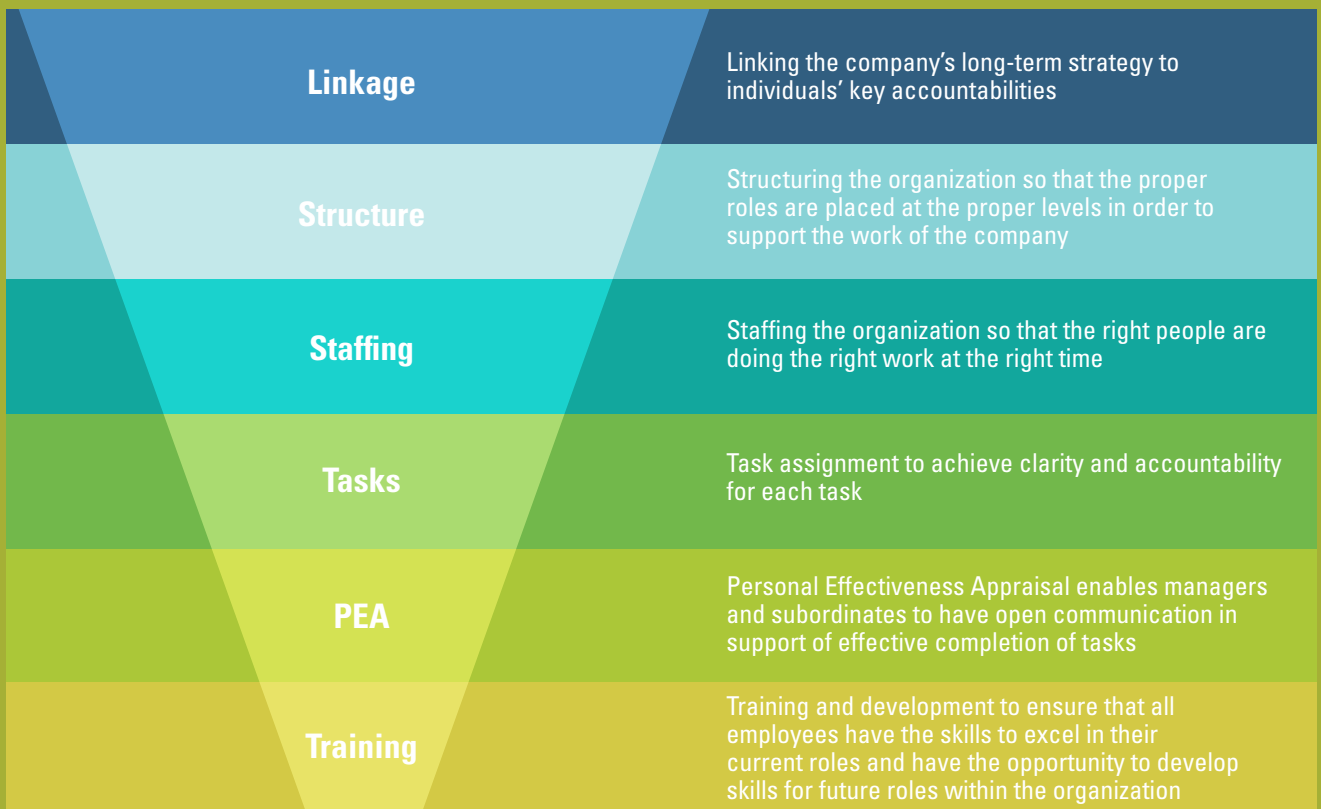 Linkage
Linking the company’s long-term strategy to
individuals’ key accountabilities
Structure
Structuring the organization so that the proper
roles are placed at the proper levels in order to
support the work of the company
Staffing
Staffing the organization so that the right people are
doing the right work at the right time
Tasks
Task assignment to achieve clarity and accountability
for each task
PEA
Personal Effectiveness Appraisal enables managers
and subordinates to have open communication in
support of effective completion of tasks
Training
Training and development to ensure that all
employees have the skills to excel in their
current roles and have the opportunity to develop
skills for future roles within the organization